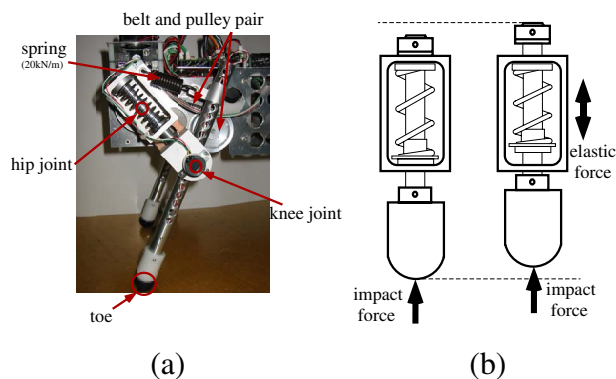 belt and pulley pair
spring
(20kN/m)
hip joint
knee joint
toe
elastic
force
impact
force
impact
force
(a)
(b)